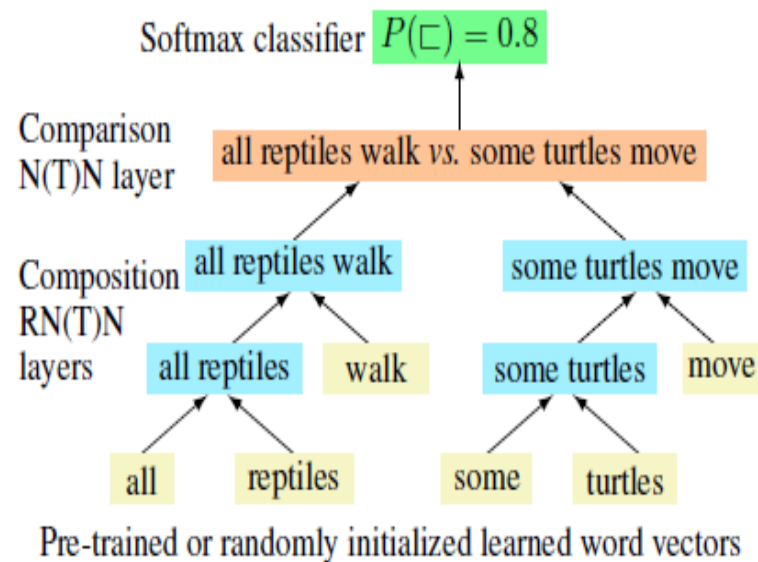 Softmax classifier P(⊏) = 0.8
Comparison
N(T)N layer
all reptiles walk vs. some turtles move
Composition
RN(T)N
layers
all reptiles walk
some turtles move
all reptiles
walk
some turtles
move
all
reptiles
some
turtles
Pre-trained or randomly initialized learned word vectors